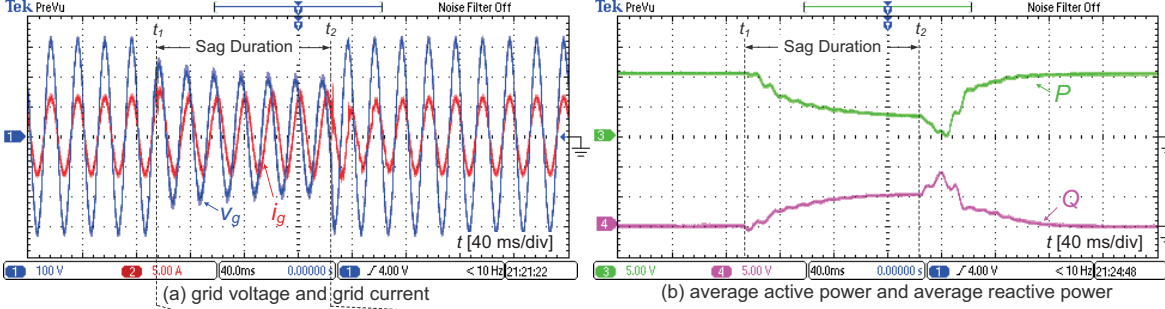 Tek PreVu Noise Filter Off
t1 Sag Duration t2
1
vg ig
t [40 ms/div]
1 100 V 2 5.00 A 40.0ms 0.00000 s 1 4.00 V < 10 Hz 21:21:22
(a) grid voltage and grid current
Tek PreVu Noise Filter Off
t1 Sag Duration t2
P
3
Q
4
t [40 ms/div]
3 5.00 V 4 5.00 V 40.0ms 0.00000 s 1 4.00 V < 10 Hz 21:24:48
(b) average active power and average reactive power